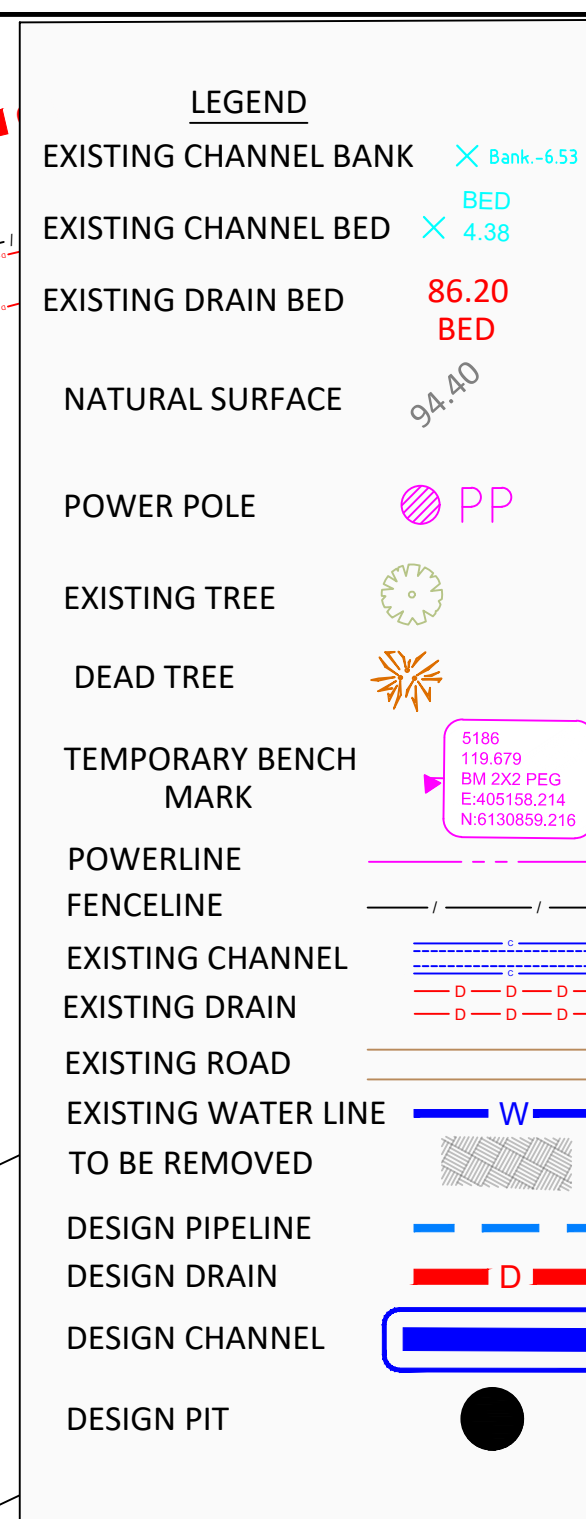 LEGEND
EXISTING CHANNEL BANK Bank.-6.53
EXISTING CHANNEL BED BED
4.38
EXISTING DRAIN BED 86.20
BED
NATURAL SURFACE 94.40
POWER POLE PP
EXISTING TREE
DEAD TREE
TEMPORARY BENCH
MARK
5186
119.679
BM 2X2 PEG
E:405158.214
N:6130859.216
POWERLINE
FENCELINE / /
EXISTING CHANNEL C
C
EXISTING DRAIN D D D
D D D
EXISTING ROAD
EXISTING WATER LINE W
TO BE REMOVED
DESIGN PIPELINE
DESIGN DRAIN D
DESIGN CHANNEL
DESIGN PIT